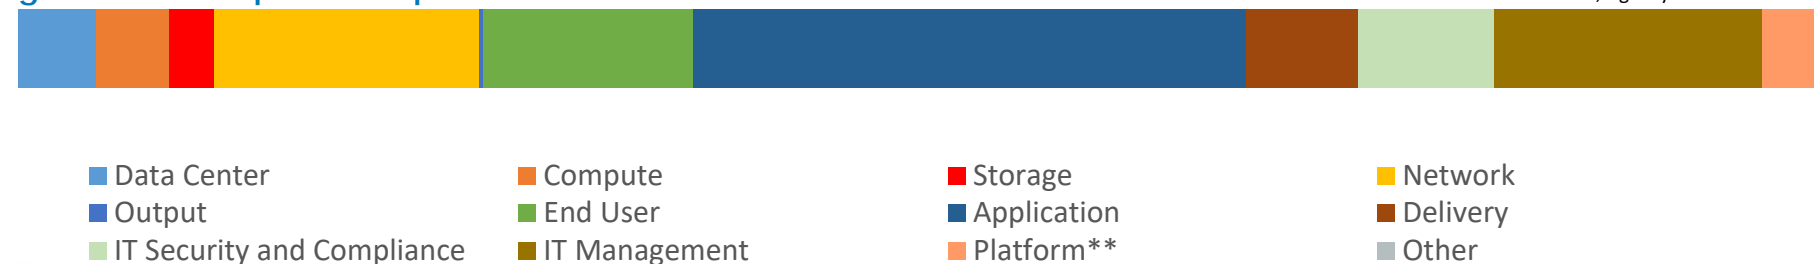 Data Center Compute Storage Network
Output End User Application Delivery
IT Security and Compliance IT Management Platform** Other